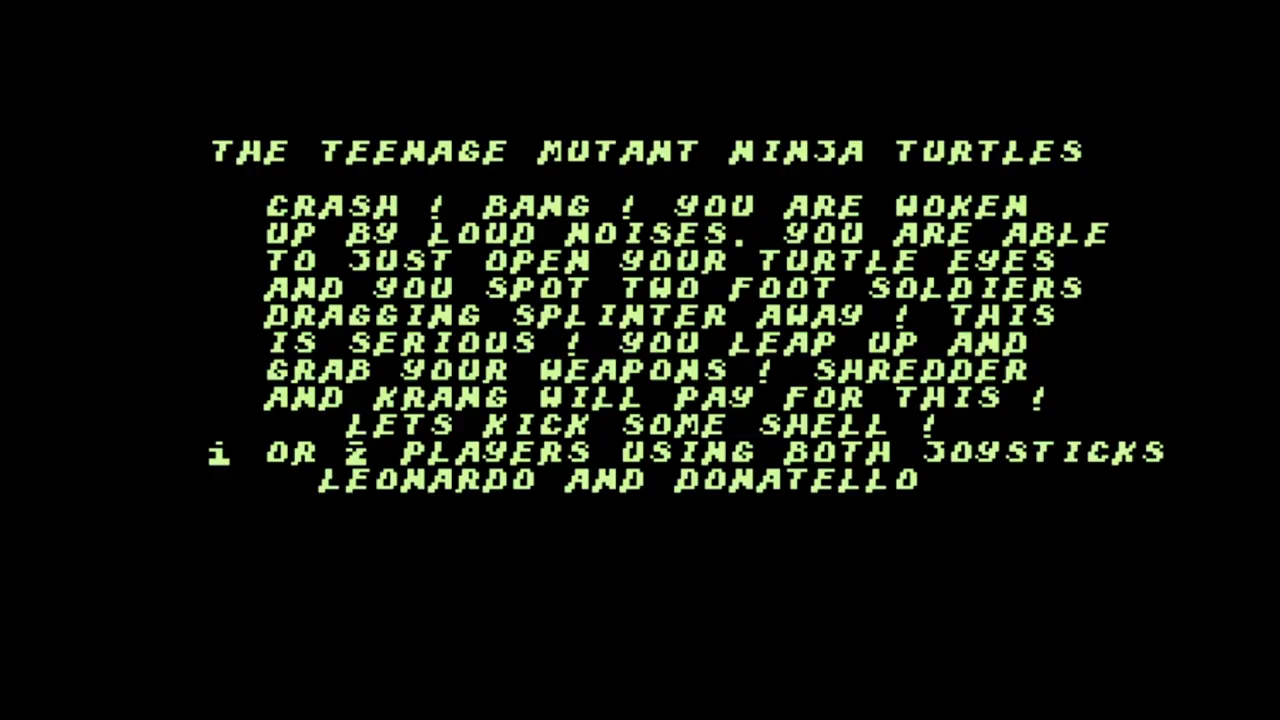 THE TEENAGE MUTANT NINJA TURTLES
CRASH ! BANG ! YOU ARE WOKEN
UP BY LOUD NOISES. YOU ARE ABLE
TO JUST OPEN YOUR TURTLE EYES
AND YOU SPOT TWO FOOT SOLDIERS
DRAGGING SPLINTER AWAY ! THIS
IS SERIOUS ! YOU LEAP UP AND
GRAB YOUR WEAPONS ! SHREDDER
AND KRANG WILL PAY FOR THIS !
LETS KICK SOME SHELL !
1 OR 2 PLAYERS USING BOTH JOYSTICKS
LEONARDO AND DONATELLO